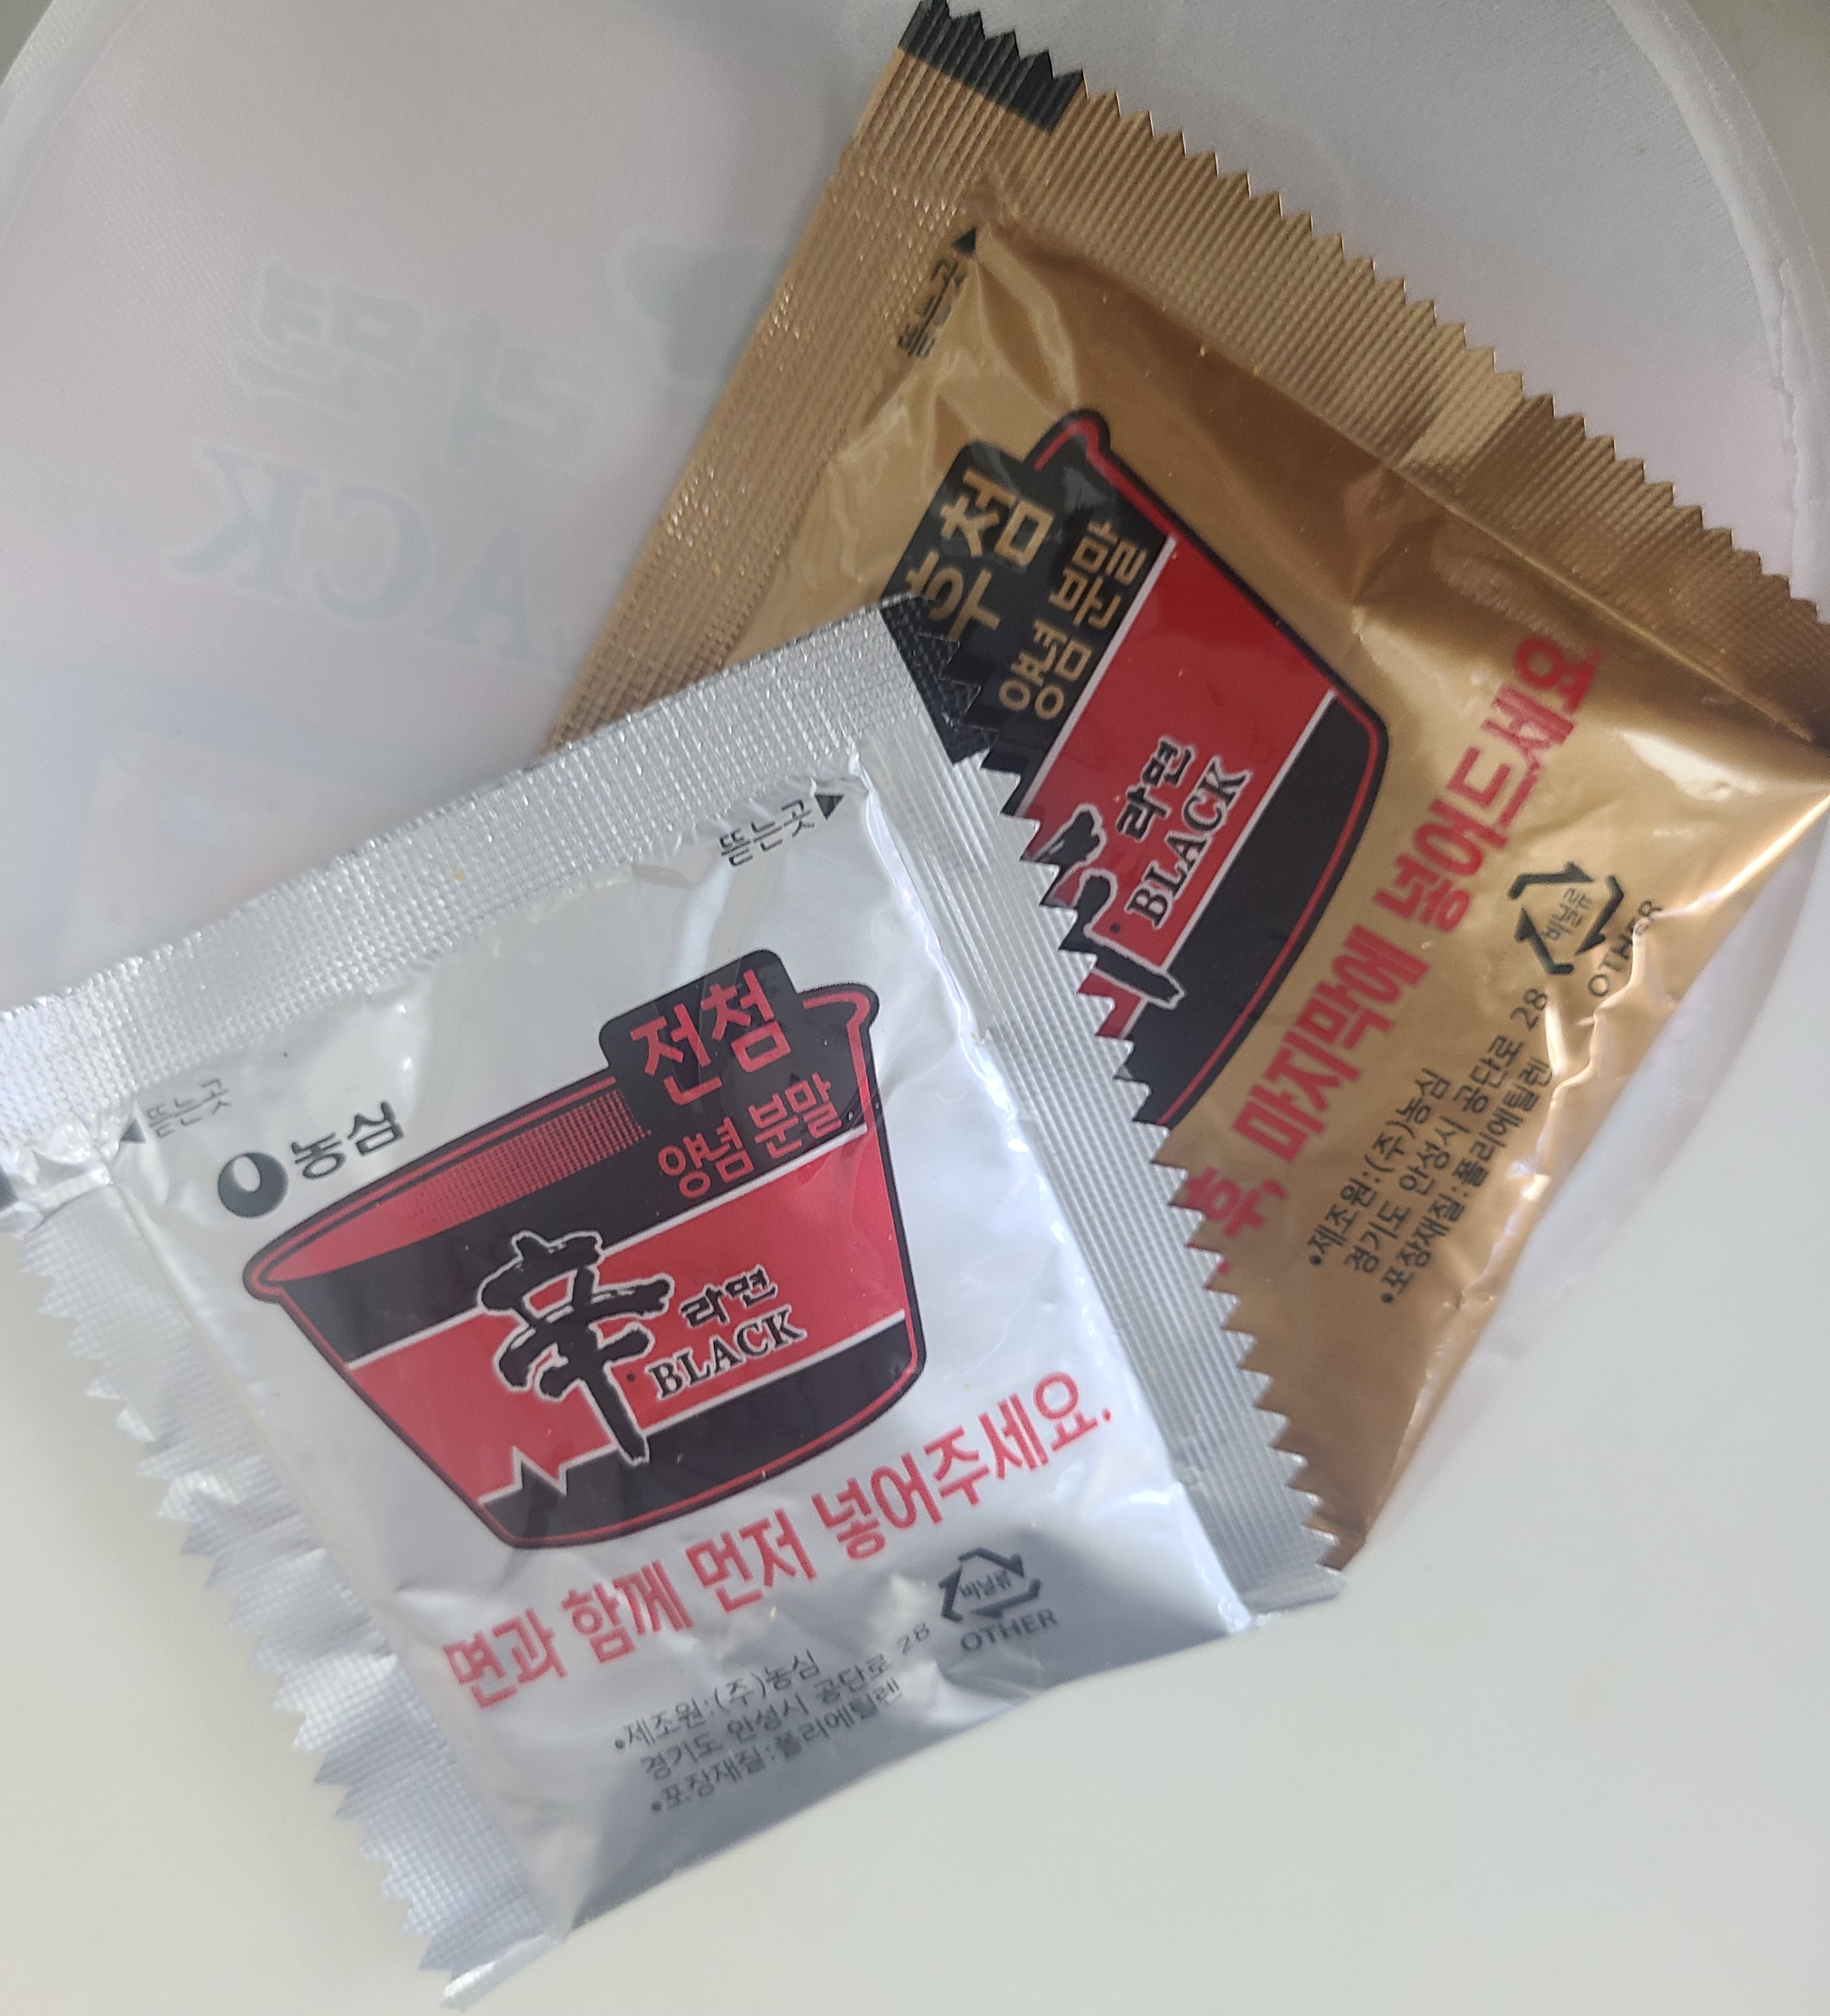 뜯는곳
농심
뜯는곳
전첨
양념 분말
辛라면
BLACK
면과 함께 먼저 넣어주세요.
•제조원:(주)농심
경기도 안성시 공단로 28
•포장재질:폴리에틸렌
비닐류
OTHER
뜯는곳
후첨
양념 분말
라면
BLACK
후, 마지막에 넣어드세요
•제조원:(주)농심
경기도 안성시 공단로 28
•포장재질:폴리에틸렌
비닐류
OTHER